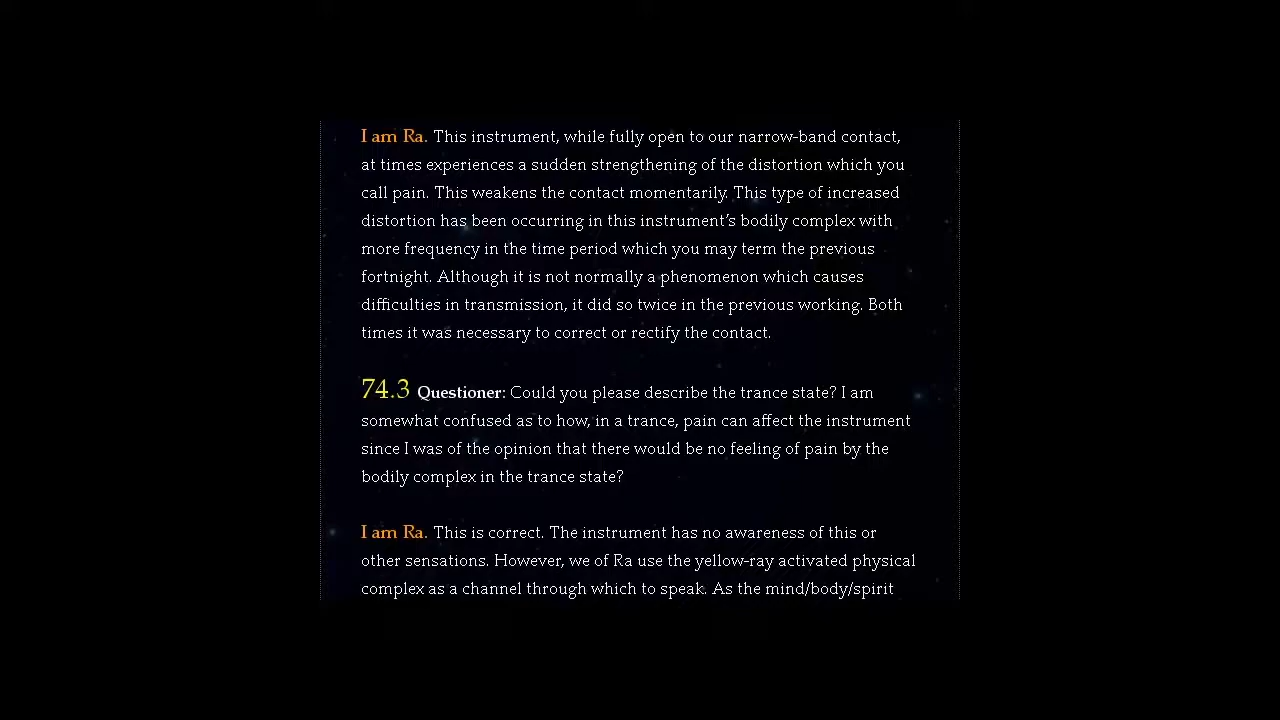 I am Ra. This instrument, while fully open to our narrow-band contact,
at times experiences a sudden strengthening of the distortion which you
call pain. This weakens the contact momentarily. This type of increased
distortion has been occurring in this instrument’s bodily complex with
more frequency in the time period which you may term the previous
fortnight. Although it is not normally a phenomenon which causes
difficulties in transmission, it did so twice in the previous working. Both
times it was necessary to correct or rectify the contact.
74.3 Questioner: Could you please describe the trance state? I am
somewhat confused as to how, in a trance, pain can affect the instrument
since I was of the opinion that there would be no feeling of pain by the
bodily complex in the trance state?
I am Ra. This is correct. The instrument has no awareness of this or
other sensations. However, we of Ra use the yellow-ray activated physical
complex as a channel through which to speak. As the mind/body/spirit